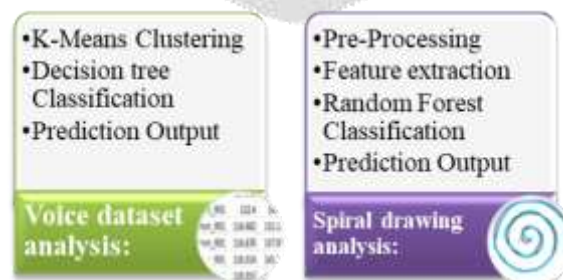 •K-Means Clustering
•Decision tree
Classification
•Prediction Output
Voice dataset
analysis:
•Pre-Processing
•Feature extraction
•Random Forest
Classification
•Prediction Output
Spiral drawing
analysis: